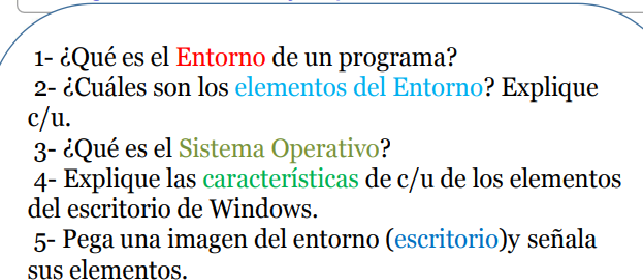 1- ¿Qué es el Entorno de un programa?
2- ¿Cuáles son los elementos del Entorno? Explique
c/u.
3- ¿Qué es el Sistema Operativo?
4- Explique las características de c/u de los elementos
del escritorio de Windows.
5- Pega una imagen del entorno (escritorio)y señala
sus elementos.